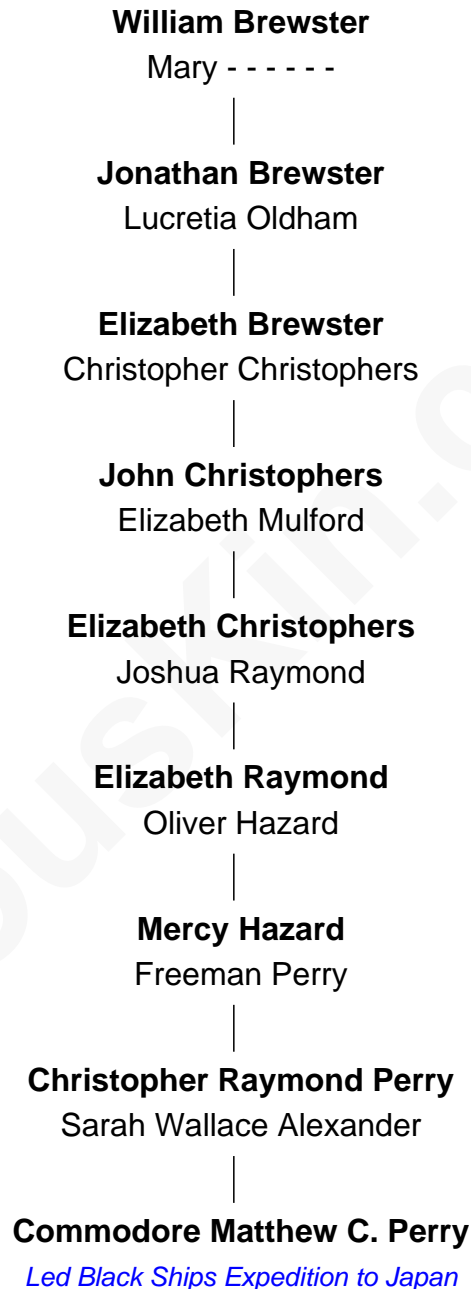 William Brewster
Mary - - - - - -
Jonathan Brewster
Lucretia Oldham
Elizabeth Brewster
Christopher Christophers
John Christophers
Elizabeth Mulford
Elizabeth Christophers
Joshua Raymond
Elizabeth Raymond
Oliver Hazard
Mercy Hazard
Freeman Perry
Christopher Raymond Perry
Sarah Wallace Alexander
Commodore Matthew C. Perry
Led Black Ships Expedition to Japan